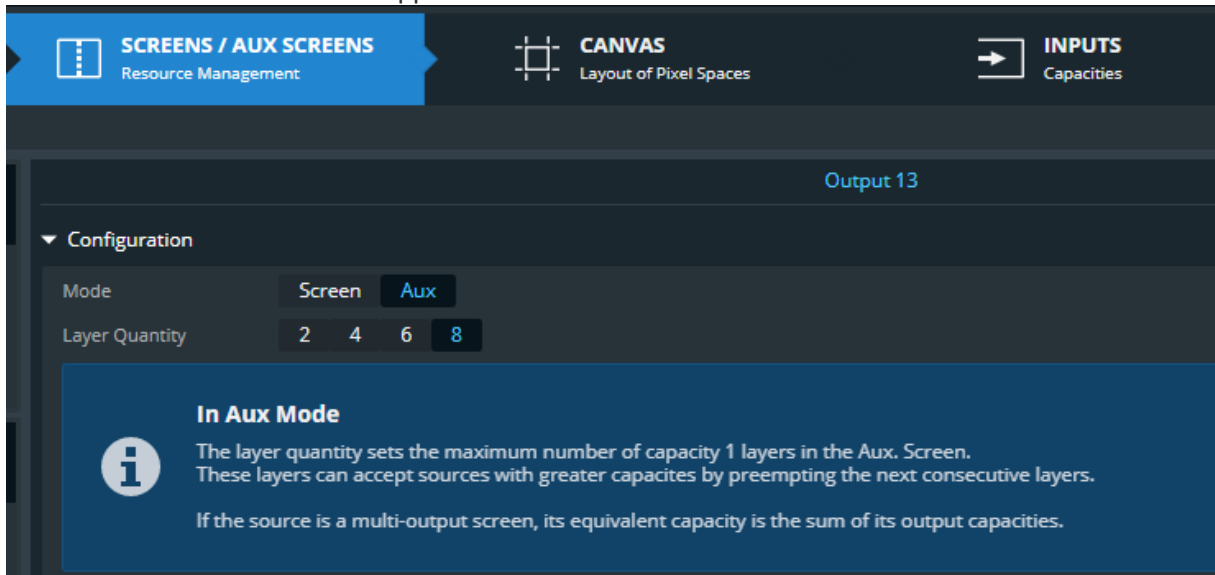 SCREENS / AUX SCREENS
Resource Management
CANVAS
Layout of Pixel Spaces
INPUTS
Capacities
Output 13
Configuration
Mode Screen Aux
Layer Quantity 2 4 6 8
In Aux Mode
The layer quantity sets the maximum number of capacity 1 layers in the Aux. Screen.
These layers can accept sources with greater capacites by preempting the next consecutive layers.
If the source is a multi-output screen, its equivalent capacity is the sum of its output capacities.